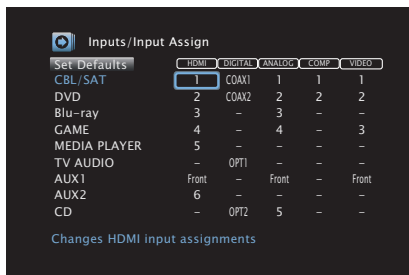 Inputs/Input Assign
Set Defaults HDMI DIGITAL ANALOG COMP VIDEO
CBL/SAT 1 COAX1 1 1 1
DVD 2 COAX2 2 2 2
Blu-ray 3 – 3 – –
GAME 4 – 4 – 3
MEDIA PLAYER 5 – – – –
TV AUDIO – OPT1 – – –
AUX1 Front – Front – Front
AUX2 6 – – – –
CD – OPT2 5 – –
Changes HDMI input assignments